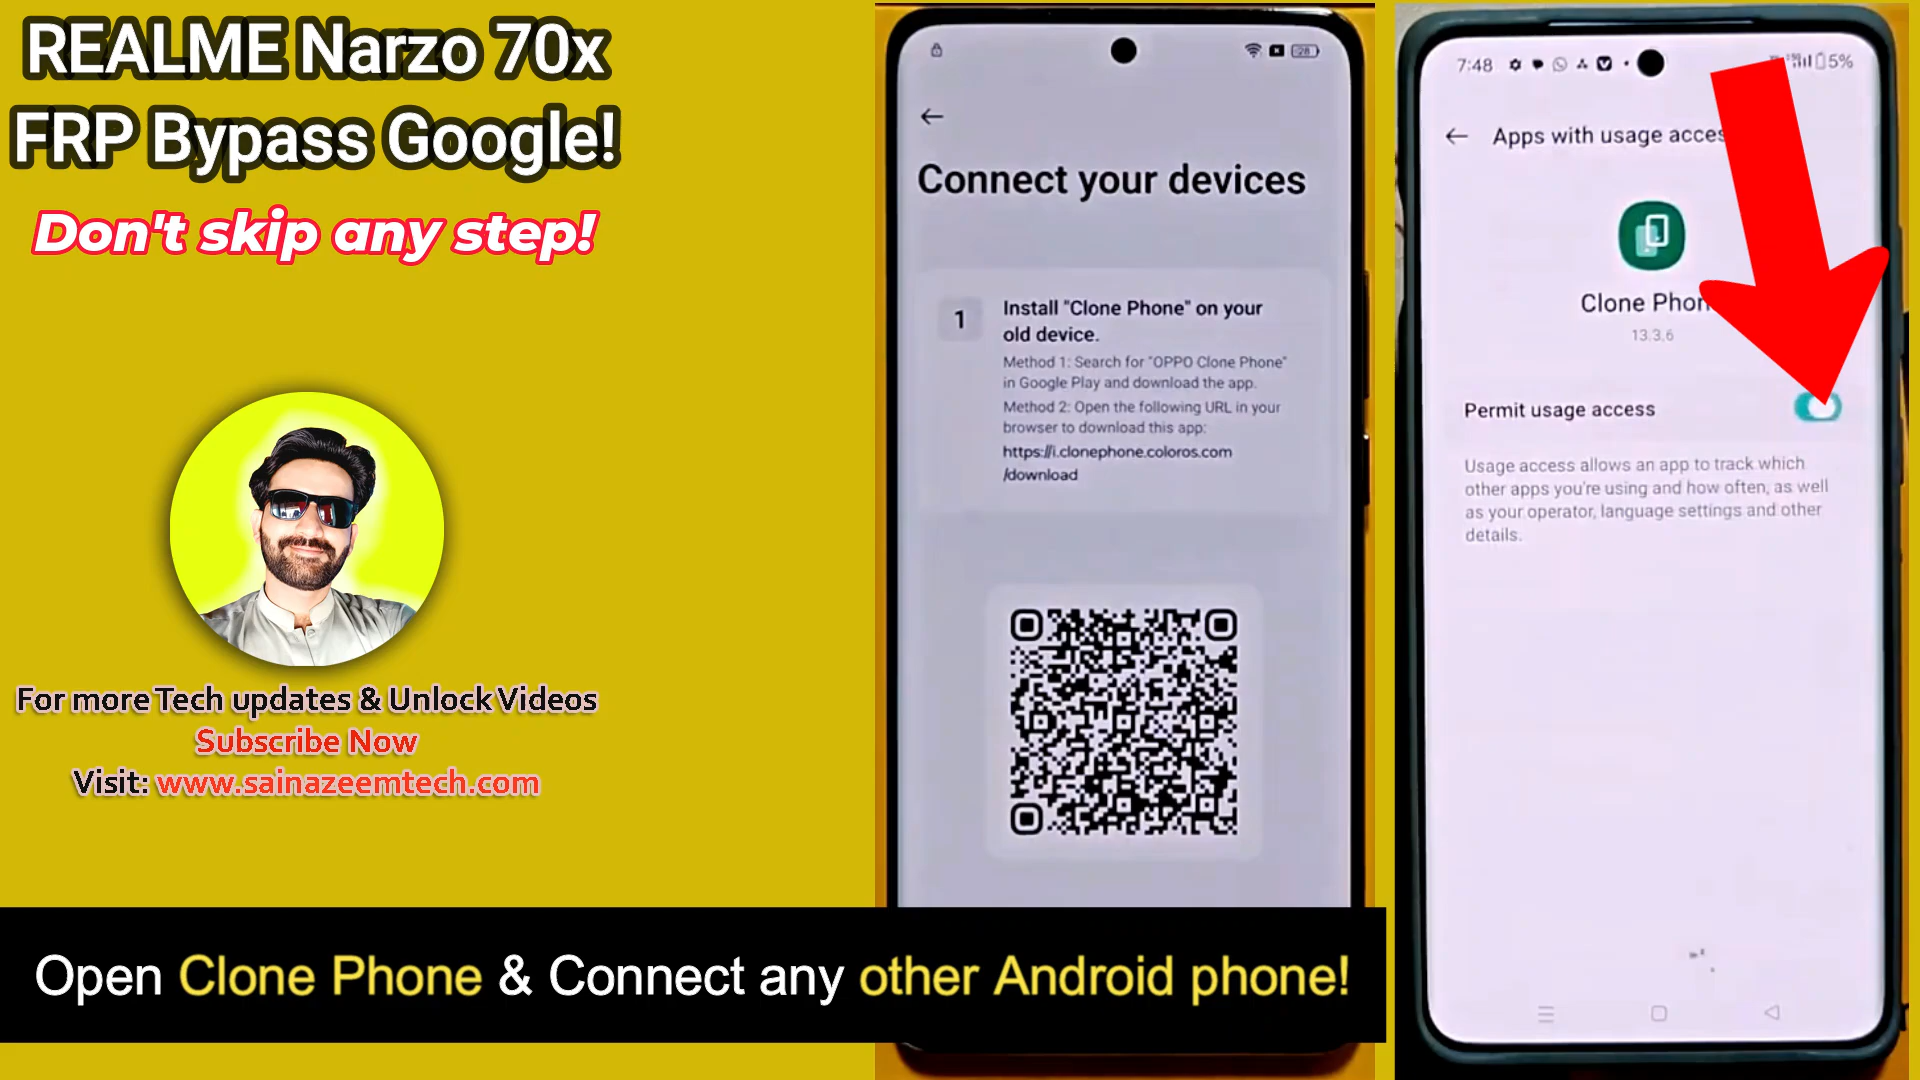 REALME Narzo 70x
FRP Bypass Google!
Don't skip any step!
For more Tech updates & Unlock Videos
Subscribe Now
Visit: www.sainazeemtech.com
Connect your devices
1
Install "Clone Phone" on your
old device.
Method 1: Search for "OPPO Clone Phone"
in Google Play and download the app.
Method 2: Open the following URL in your
browser to download this app:
https://i.clonephone.coloros.com
/download
7:48
5%
Apps with usage
Clone
13.3.6
Permit usage access
Usage access allows an app to track which
other apps you're using and how often, as well
as your operator, language settings and other
details.
Open Clone Phone & Connect any other Android phone!